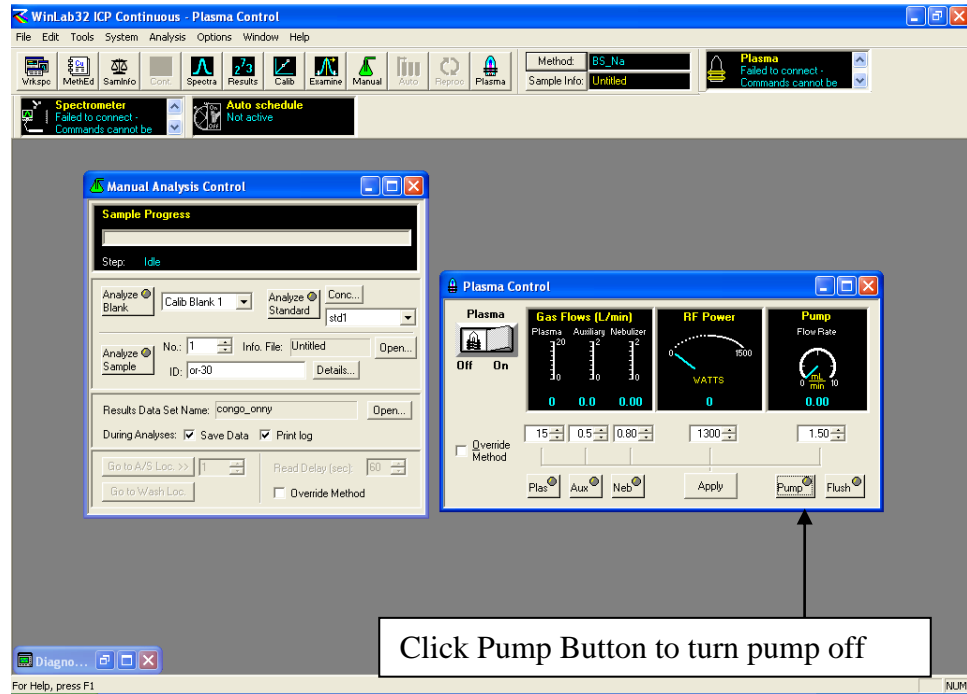 WinLab32 ICP Continuous - Plasma Control
File Edit Tools System Analysis Options Window Help
Wrkspc MethEd SamInfo Cont. Spectra Results Calib Examine Manual Auto Reproc Plasma
Method: BS_Na
Sample Info: Untitled
Plasma
Failed to connect -
Commands cannot be
Spectrometer
Failed to connect -
Commands cannot be
Auto schedule
Not active
On
Off
Manual Analysis Control
Sample Progress
Step: Idle
Analyze Blank
Calib Blank 1
Analyze Standard
Conc...
std1
Analyze Sample
No.: 1 Info. File: Untitled Open...
ID: or-30 Details...
Results Data Set Name: congo_onny Open...
During Analyses: Save Data Print log
Go to A/S Loc. >> 1 Read Delay (sec): 60
Go to Wash Loc. Override Method
Plasma Control
Plasma
Off On
Gas Flows (L/min)
Plasma Auxiliary Nebulizer
20 2 2
0 0 0
0 0.0 0.00
RF Power
0 1500
WATTS
0
Pump
Flow Rate
0 mL min 10
0.00
Override Method
15 0.5 0.80 1300 1.50
Plas Aux Neb Apply Pump Flush
Click Pump Button to turn pump off
Diagno...
For Help, press F1
NUM